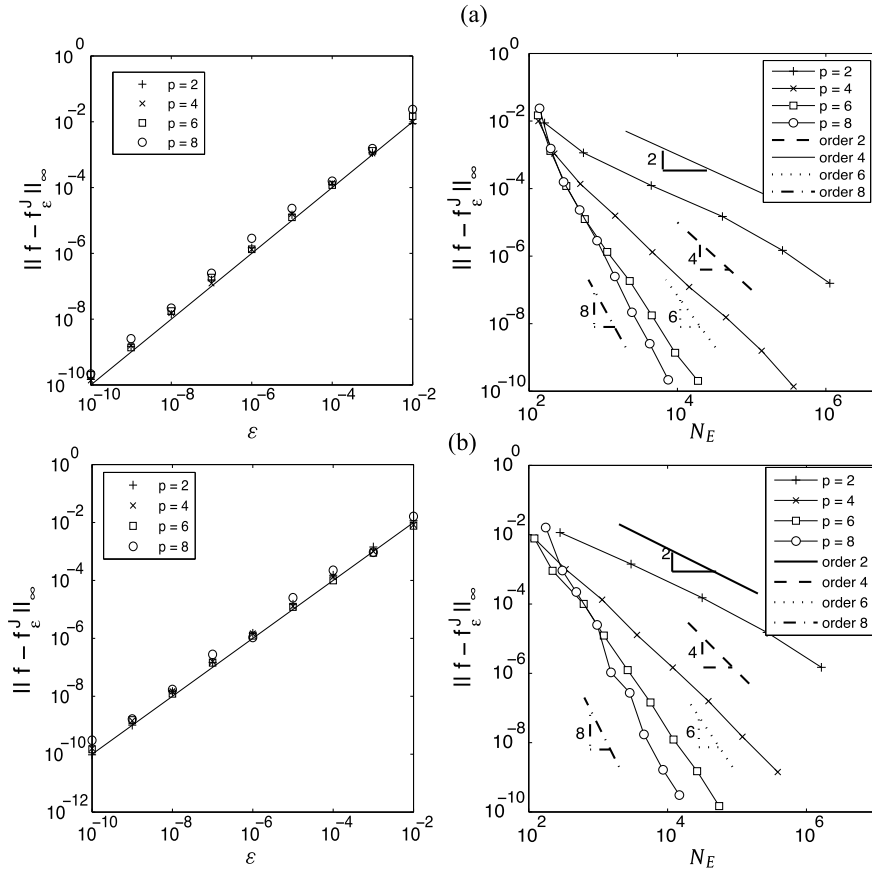 (a)
10^0
10^−2
10^−4
10^−6
10^−8
10^−10
|| f − f_ε^J ||_∞
p = 2
p = 4
p = 6
p = 8
10^−10
10^−8
10^−6
10^−4
10^−2
ε
10^0
10^−2
10^−4
10^−6
10^−8
10^−10
|| f − f_ε^J ||_∞
p = 2
p = 4
p = 6
p = 8
order 2
order 4
order 6
order 8
2
4
6
8
10^2
10^4
10^6
N_E
(b)
10^0
10^−2
10^−4
10^−6
10^−8
10^−10
10^−12
|| f − f_ε^J ||_∞
p = 2
p = 4
p = 6
p = 8
10^−10
10^−8
10^−6
10^−4
10^−2
ε
10^0
10^−2
10^−4
10^−6
10^−8
10^−10
|| f − f_ε^J ||_∞
p = 2
p = 4
p = 6
p = 8
order 2
order 4
order 6
order 8
2
4
6
8
10^2
10^4
10^6
N_E